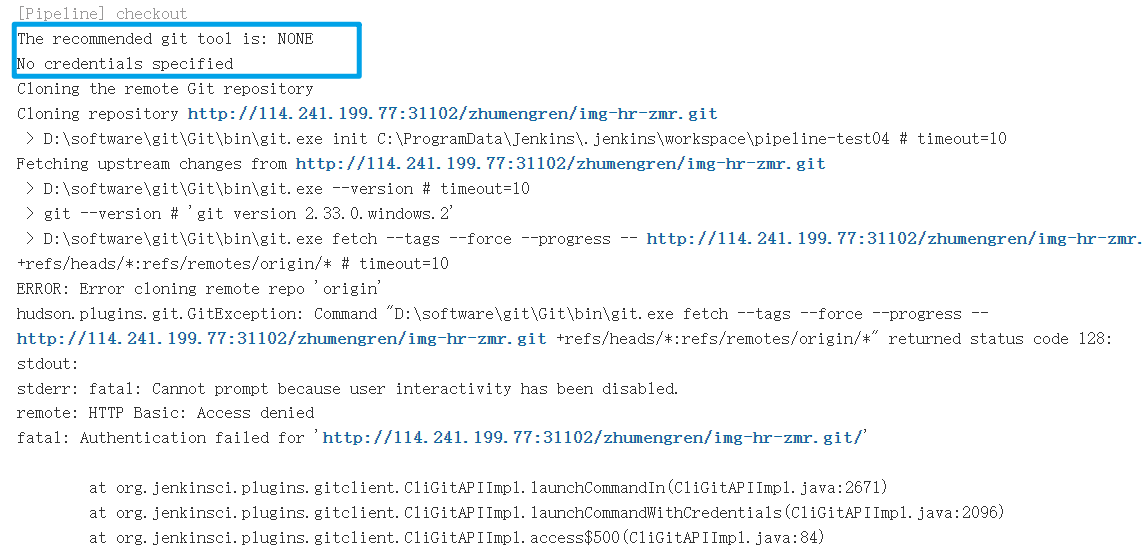 [Pipeline] checkout
The recommended git tool is: NONE
No credentials specified
Cloning the remote Git repository
Cloning repository http://114.241.199.77:31102/zhumengren/img-hr-zmr.git
> D:\software\git\Git\bin\git.exe init C:\ProgramData\Jenkins\.jenkins\workspace\pipeline-test04 # timeout=10
Fetching upstream changes from http://114.241.199.77:31102/zhumengren/img-hr-zmr.git
> D:\software\git\Git\bin\git.exe --version # timeout=10
> git --version # 'git version 2.33.0.windows.2'
> D:\software\git\Git\bin\git.exe fetch --tags --force --progress -- http://114.241.199.77:31102/zhumengren/img-hr-zmr.
+refs/heads/*:refs/remotes/origin/* # timeout=10
ERROR: Error cloning remote repo 'origin'
hudson.plugins.git.GitException: Command "D:\software\git\Git\bin\git.exe fetch --tags --force --progress --
http://114.241.199.77:31102/zhumengren/img-hr-zmr.git +refs/heads/*:refs/remotes/origin/*" returned status code 128:
stdout:
stderr: fatal: Cannot prompt because user interactivity has been disabled.
remote: HTTP Basic: Access denied
fatal: Authentication failed for 'http://114.241.199.77:31102/zhumengren/img-hr-zmr.git/'
at org.jenkinsci.plugins.gitclient.CliGitAPIImpl.launchCommandIn(CliGitAPIImpl.java:2671)
at org.jenkinsci.plugins.gitclient.CliGitAPIImpl.launchCommandWithCredentials(CliGitAPIImpl.java:2096)
at org.jenkinsci.plugins.gitclient.CliGitAPIImpl.access$500(CliGitAPIImpl.java:84)